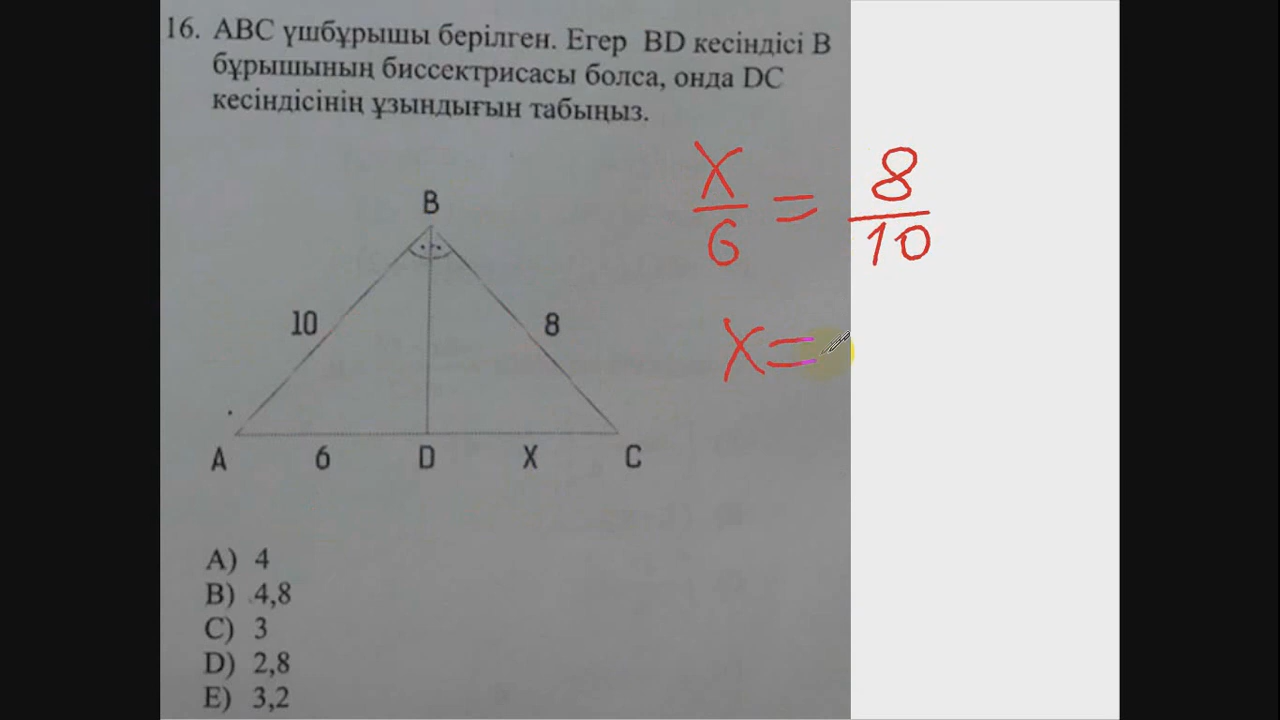 16. АВС үшбұрышы берілген. Егер BD кесіндісі В
бұрышының биссектрисасы болса, онда DC
кесіндісінің ұзындығын табыңыз.
B
10
8
A
6
D
X
C
X/6 = 8/10
X=
A) 4
B) 4,8
C) 3
D) 2,8
E) 3,2